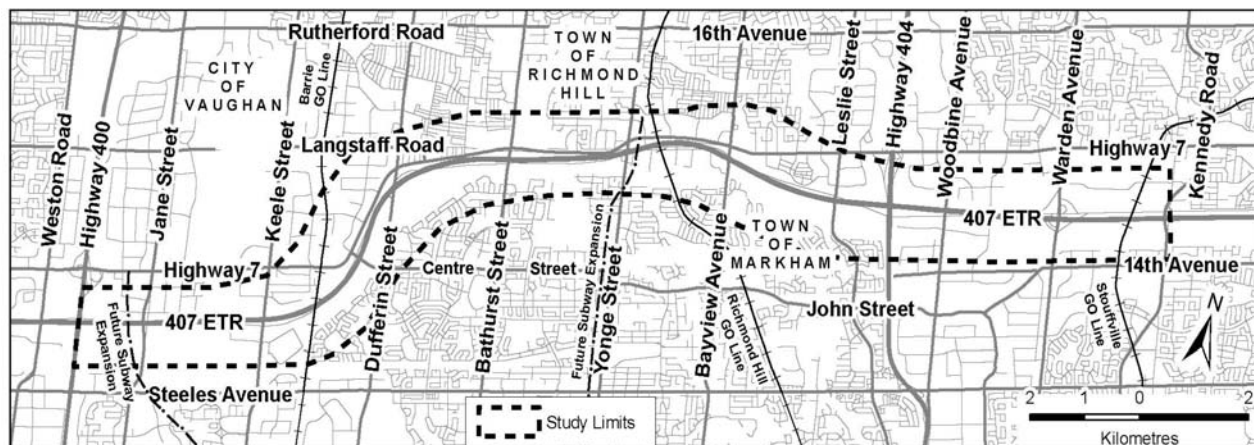 Rutherford Road
TOWN
OF
RICHMOND
HILL
16th Avenue
CITY
OF
VAUGHAN
Barrie
GO Line
Leslie Street
Highway 404
Woodbine Avenue
Warden Avenue
Kennedy Road
Weston Road
Highway 400
Jane Street
Keele Street
Langstaff Road
Highway 7
407 ETR
Dufferin Street
Bathurst Street
Centre Street
Future Subway Expansion
Yonge Street
Bayview Avenue
TOWN
OF
MARKHAM
14th Avenue
Highway 7
407 ETR
Future Subway
Expansion
John Street
Richmond Hill
GO Line
Stouffville
GO Line
N
Steeles Avenue
Study Limits
2 0 2
Kilometres